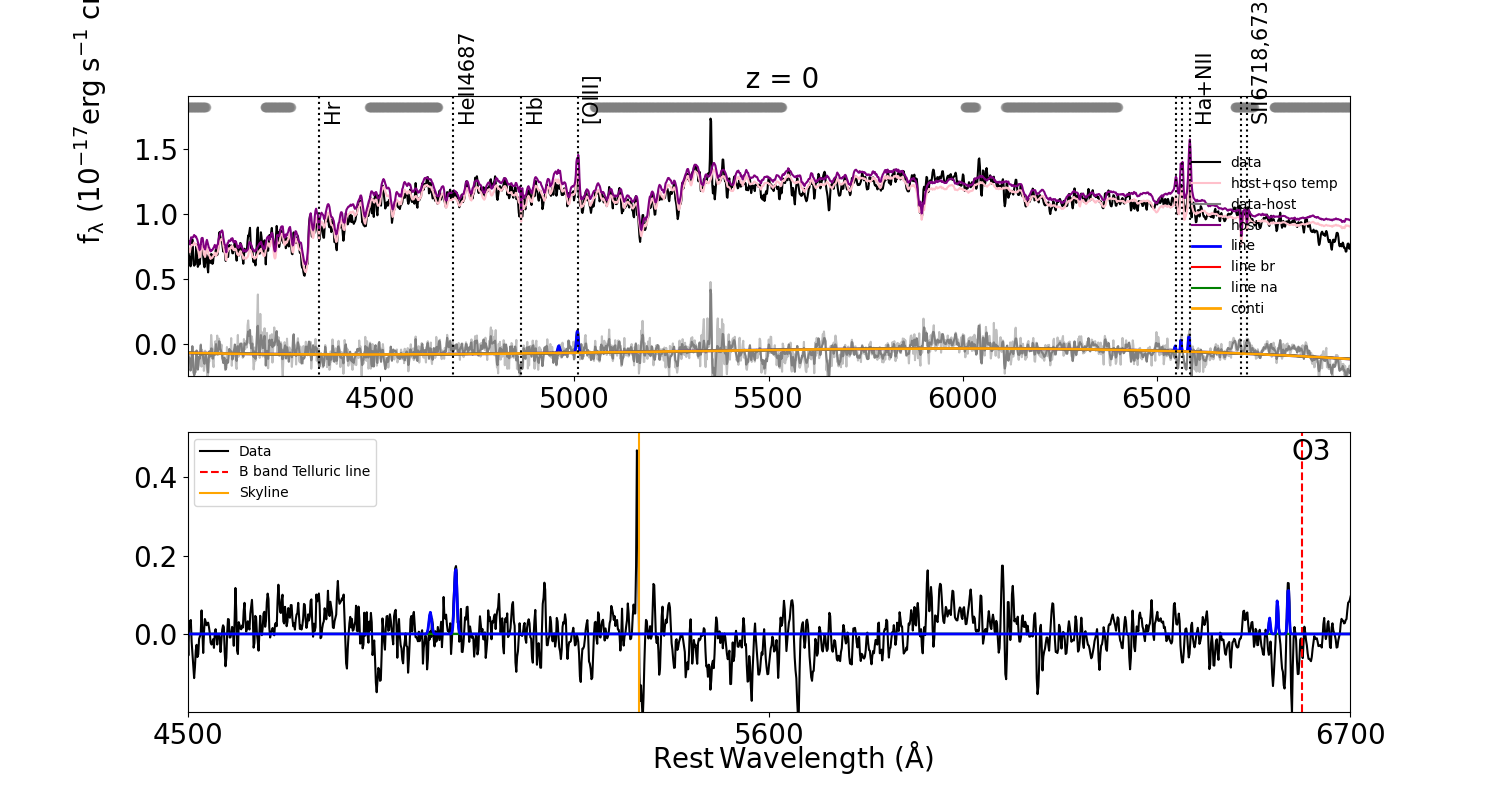 z = 0
f_λ (10^−17 erg s^−1 c
Hr
HeII4687
Hb
[OIII]
Ha+NII
SII6718,673
1.5
1.0
0.5
0.0
data
host+qso temp
data-host
host
line
line br
line na
conti
4500 5000 5500 6000 6500
Data
B band Telluric line
Skyline
O3
0.4
0.2
0.0
4500 5600 6700
Rest Wavelength (Å)